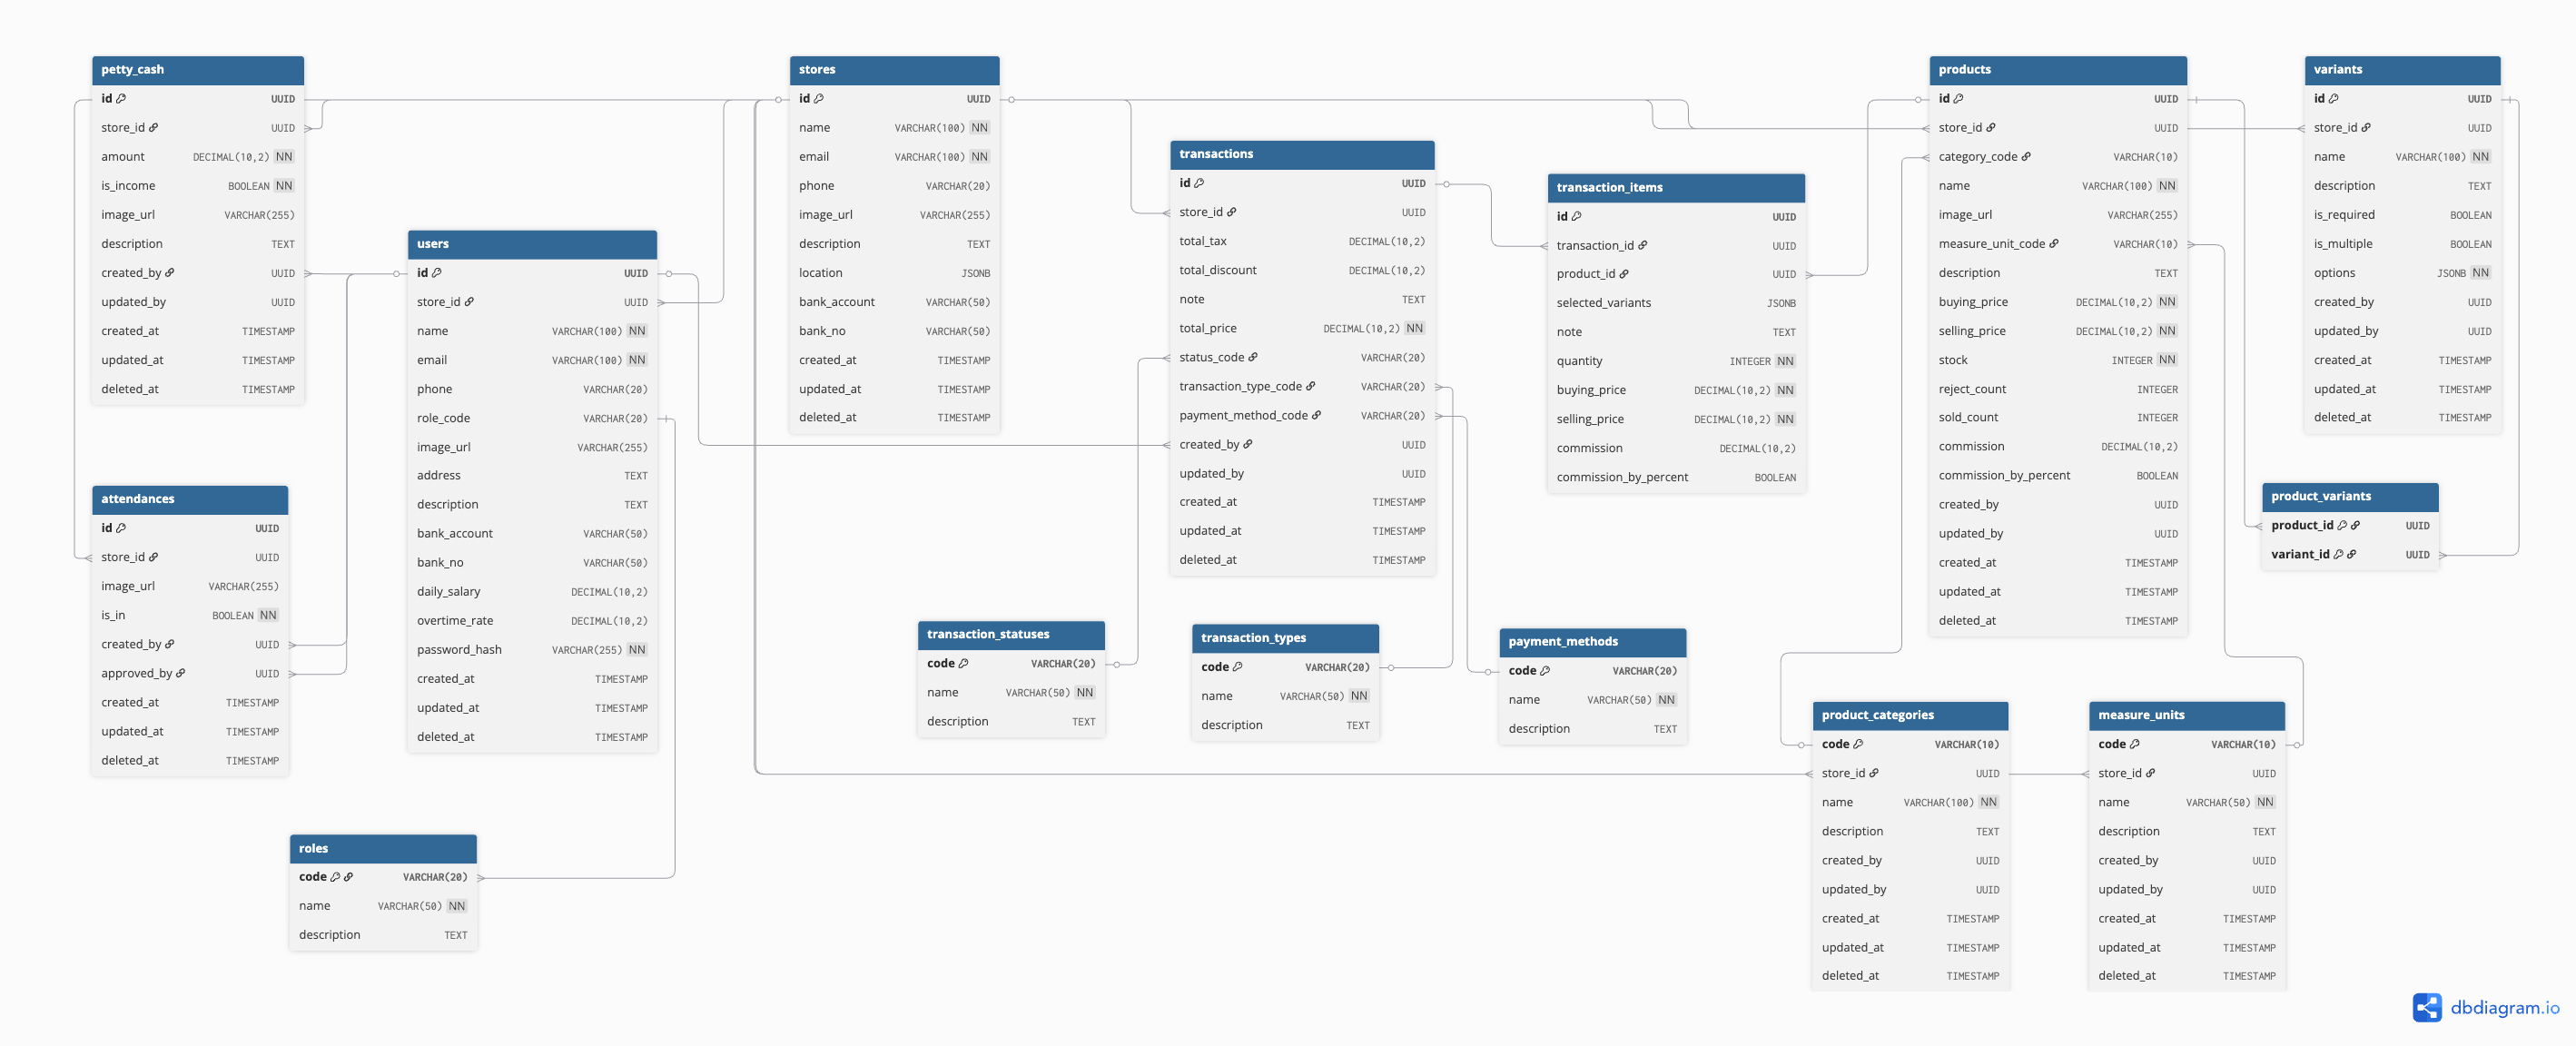 petty_cash
id UUID
store_id UUID
amount DECIMAL(10,2) NN
is_income BOOLEAN NN
image_url VARCHAR(255)
description TEXT
created_by UUID
updated_by UUID
created_at TIMESTAMP
updated_at TIMESTAMP
deleted_at TIMESTAMP
attendances
id UUID
store_id UUID
image_url VARCHAR(255)
is_in BOOLEAN NN
created_by UUID
approved_by UUID
created_at TIMESTAMP
updated_at TIMESTAMP
deleted_at TIMESTAMP
roles
code VARCHAR(20)
name VARCHAR(50) NN
description TEXT
users
id UUID
store_id UUID
name VARCHAR(100) NN
email VARCHAR(100) NN
phone VARCHAR(20)
role_code VARCHAR(20)
image_url VARCHAR(255)
address TEXT
description TEXT
bank_account VARCHAR(50)
bank_no VARCHAR(50)
daily_salary DECIMAL(10,2)
overtime_rate DECIMAL(10,2)
password_hash VARCHAR(255) NN
created_at TIMESTAMP
updated_at TIMESTAMP
deleted_at TIMESTAMP
stores
id UUID
name VARCHAR(100) NN
email VARCHAR(100) NN
phone VARCHAR(20)
image_url VARCHAR(255)
description TEXT
location JSONB
bank_account VARCHAR(50)
bank_no VARCHAR(50)
created_at TIMESTAMP
updated_at TIMESTAMP
deleted_at TIMESTAMP
transactions
id UUID
store_id UUID
total_tax DECIMAL(10,2)
total_discount DECIMAL(10,2)
note TEXT
total_price DECIMAL(10,2) NN
status_code VARCHAR(20)
transaction_type_code VARCHAR(20)
payment_method_code VARCHAR(20)
created_by UUID
updated_by UUID
created_at TIMESTAMP
updated_at TIMESTAMP
deleted_at TIMESTAMP
transaction_statuses
code VARCHAR(20)
name VARCHAR(50) NN
description TEXT
transaction_types
code VARCHAR(20)
name VARCHAR(50) NN
description TEXT
payment_methods
code VARCHAR(20)
name VARCHAR(50) NN
description TEXT
transaction_items
id UUID
transaction_id UUID
product_id UUID
selected_variants JSONB
note TEXT
quantity INTEGER NN
buying_price DECIMAL(10,2) NN
selling_price DECIMAL(10,2) NN
commission DECIMAL(10,2)
commission_by_percent BOOLEAN
products
id UUID
store_id UUID
category_code VARCHAR(10)
name VARCHAR(100) NN
image_url VARCHAR(255)
measure_unit_code VARCHAR(10)
description TEXT
buying_price DECIMAL(10,2) NN
selling_price DECIMAL(10,2) NN
stock INTEGER NN
reject_count INTEGER
sold_count INTEGER
commission DECIMAL(10,2)
commission_by_percent BOOLEAN
created_by UUID
updated_by UUID
created_at TIMESTAMP
updated_at TIMESTAMP
deleted_at TIMESTAMP
variants
id UUID
store_id UUID
name VARCHAR(100) NN
description TEXT
is_required BOOLEAN
is_multiple BOOLEAN
options JSONB NN
created_by UUID
updated_by UUID
created_at TIMESTAMP
updated_at TIMESTAMP
deleted_at TIMESTAMP
product_variants
product_id UUID
variant_id UUID
product_categories
code VARCHAR(10)
store_id UUID
name VARCHAR(100) NN
description TEXT
created_by UUID
updated_by UUID
created_at TIMESTAMP
updated_at TIMESTAMP
deleted_at TIMESTAMP
measure_units
code VARCHAR(10)
store_id UUID
name VARCHAR(50) NN
description TEXT
created_by UUID
updated_by UUID
created_at TIMESTAMP
updated_at TIMESTAMP
deleted_at TIMESTAMP
dbdiagram.io